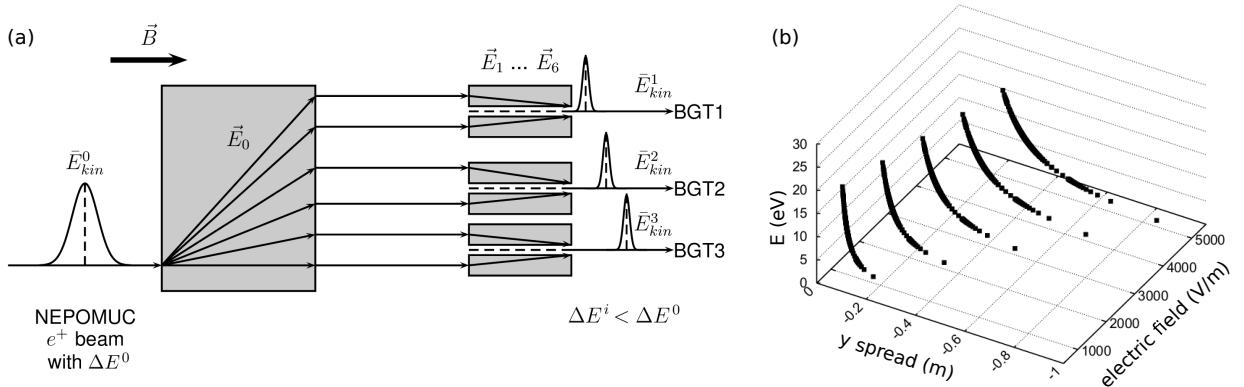 (a)
B⃗
E⃗₁ ... E⃗₆
Ē¹kin
BGT1
E⃗₀
Ē⁰kin
Ē²kin
BGT2
Ē³kin
BGT3
NEPOMUC
e⁺ beam
with ΔE⁰
ΔEⁱ < ΔE⁰
(b)
30
25
20
15
10
5
0
E (eV)
0
-0.2
-0.4
-0.6
-0.8
-1
y spread (m)
1000
2000
3000
4000
5000
electric field (V/m)